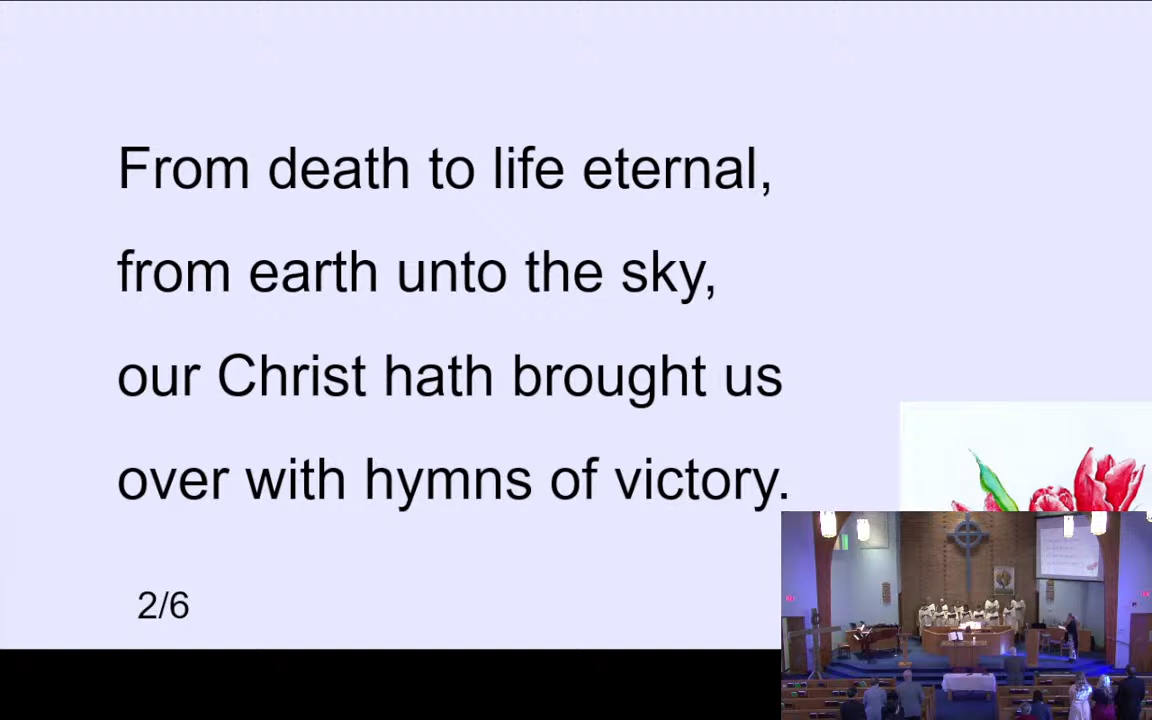 From death to life eternal,
from earth unto the sky,
our Christ hath brought us
over with hymns of victory.
2/6